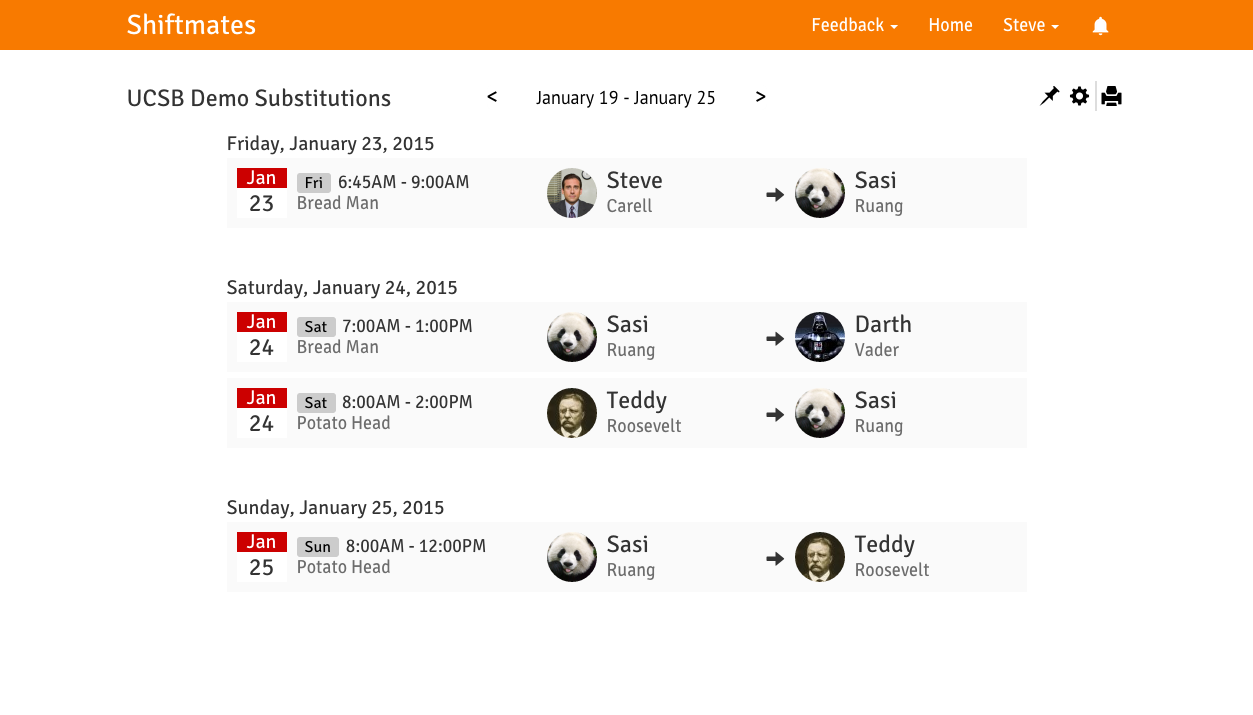 Shiftmates
Feedback Home Steve
UCSB Demo Substitutions < January 19 - January 25 >
Friday, January 23, 2015
Jan
23
Fri 6:45AM - 9:00AM
Bread Man
Steve
Carell
Sasi
Ruang
Saturday, January 24, 2015
Jan
24
Sat 7:00AM - 1:00PM
Bread Man
Sasi
Ruang
Darth
Vader
Jan
24
Sat 8:00AM - 2:00PM
Potato Head
Teddy
Roosevelt
Sasi
Ruang
Sunday, January 25, 2015
Jan
25
Sun 8:00AM - 12:00PM
Potato Head
Sasi
Ruang
Teddy
Roosevelt